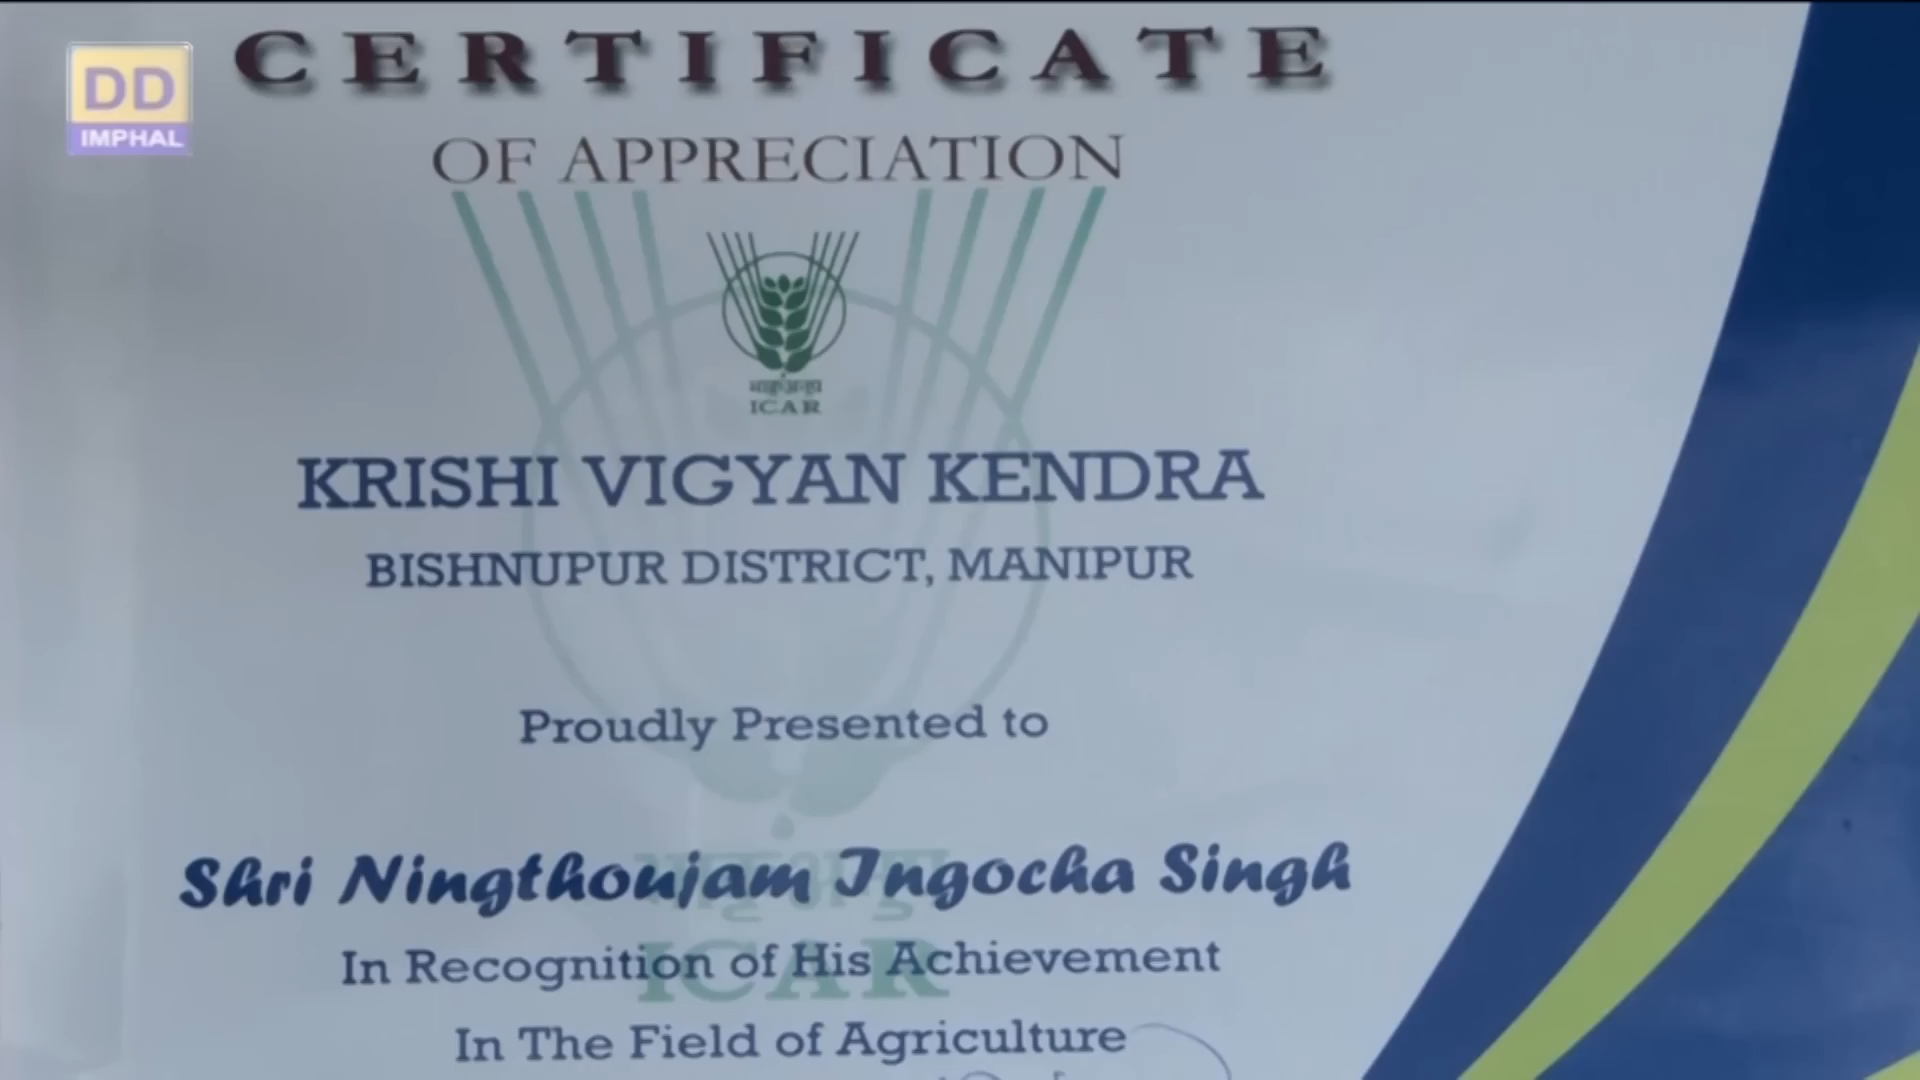 CERTIFICATE
DD
IMPHAL
OF APPRECIATION
ICAR
KRISHI VIGYAN KENDRA
BISHNUPUR DISTRICT, MANIPUR
Proudly Presented to
Shri Ningthoujam Ingocha Singh
In Recognition of His Achievement
ICAR
In The Field of Agriculture